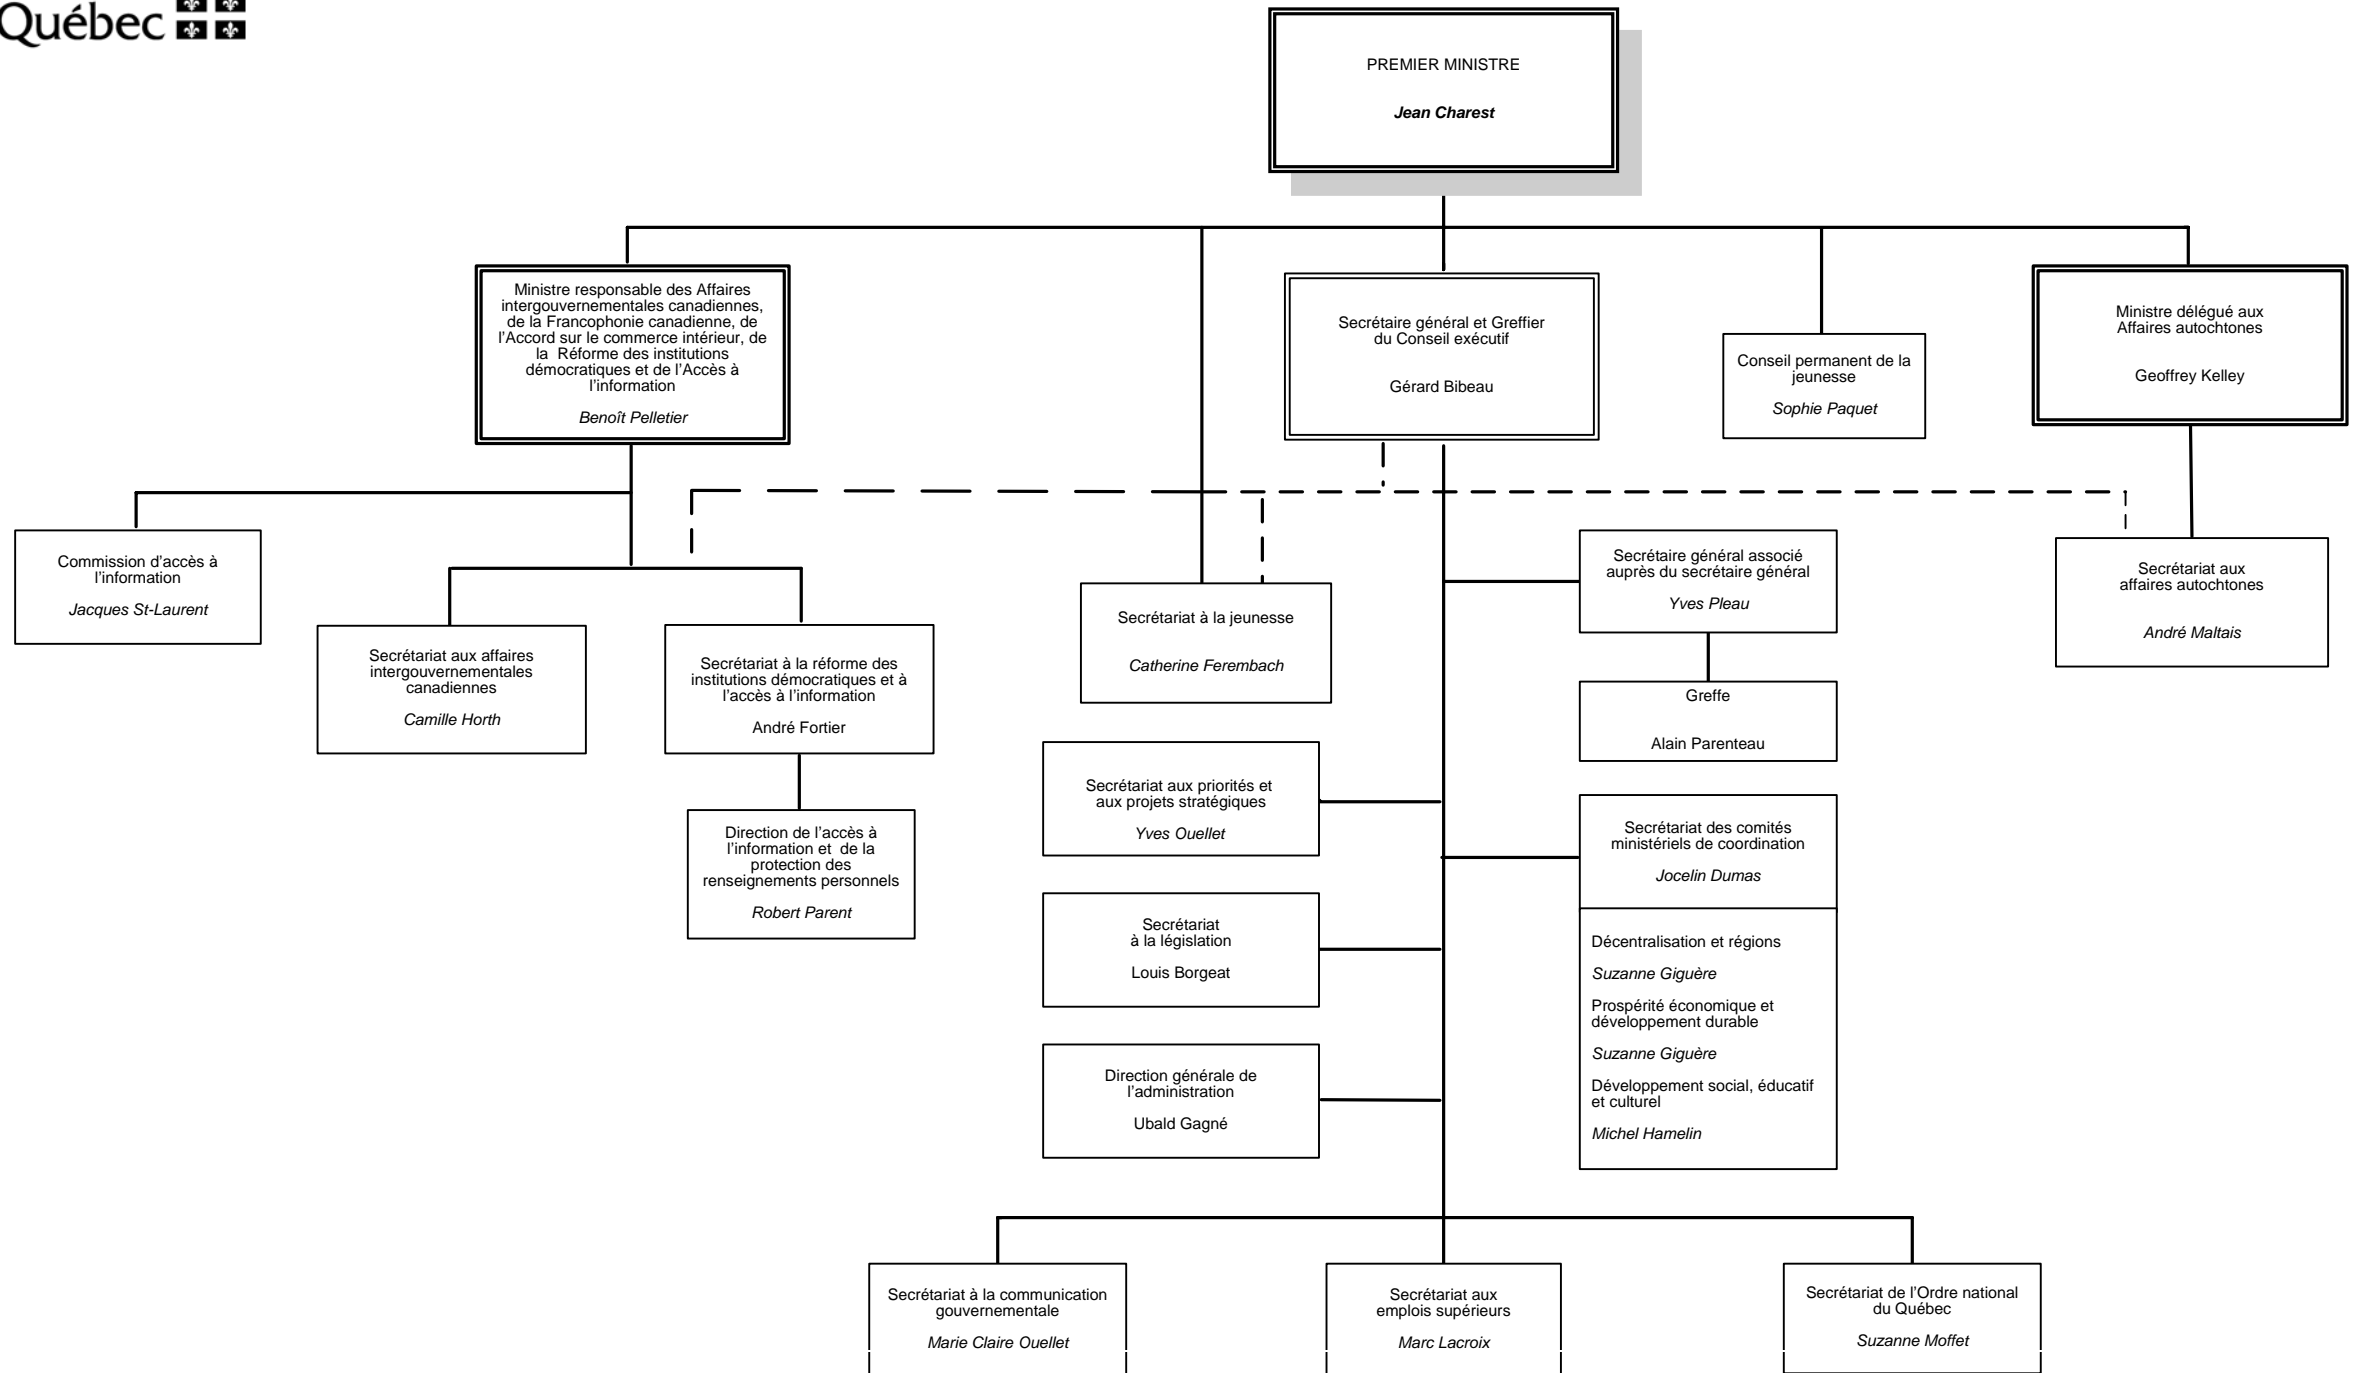 Québec
PREMIER MINISTRE
Jean Charest
Ministre responsable des Affaires
intergouvernementales canadiennes,
de la Francophonie canadienne, de
l'Accord sur le commerce intérieur, de
la Réforme des institutions
démocratiques et de l'Accès à
l'information
Benoît Pelletier
Secrétaire général et Greffier
du Conseil exécutif
Gérard Bibeau
Conseil permanent de la
jeunesse
Sophie Paquet
Ministre délégué aux
Affaires autochtones
Geoffrey Kelley
Commission d'accès à
l'information
Jacques St-Laurent
Secrétariat aux affaires
intergouvernementales
canadiennes
Camille Horth
Secrétariat à la réforme des
institutions démocratiques et à
l'accès à l'information
André Fortier
Direction de l'accès à
l'information et de la
protection des
renseignements personnels
Robert Parent
Secrétariat à la jeunesse
Catherine Ferembach
Secrétaire général associé
auprès du secrétaire général
Yves Pleau
Greffe
Alain Parenteau
Secrétariat aux
affaires autochtones
André Maltais
Secrétariat aux priorités et
aux projets stratégiques
Yves Ouellet
Secrétariat
à la législation
Louis Borgeat
Direction générale de
l'administration
Ubald Gagné
Secrétariat des comités
ministériels de coordination
Jocelin Dumas
Décentralisation et régions
Suzanne Giguère
Prospérité économique et
développement durable
Suzanne Giguère
Développement social, éducatif
et culturel
Michel Hamelin
Secrétariat à la communication
gouvernementale
Marie Claire Ouellet
Secrétariat aux
emplois supérieurs
Marc Lacroix
Secrétariat de l'Ordre national
du Québec
Suzanne Moffet